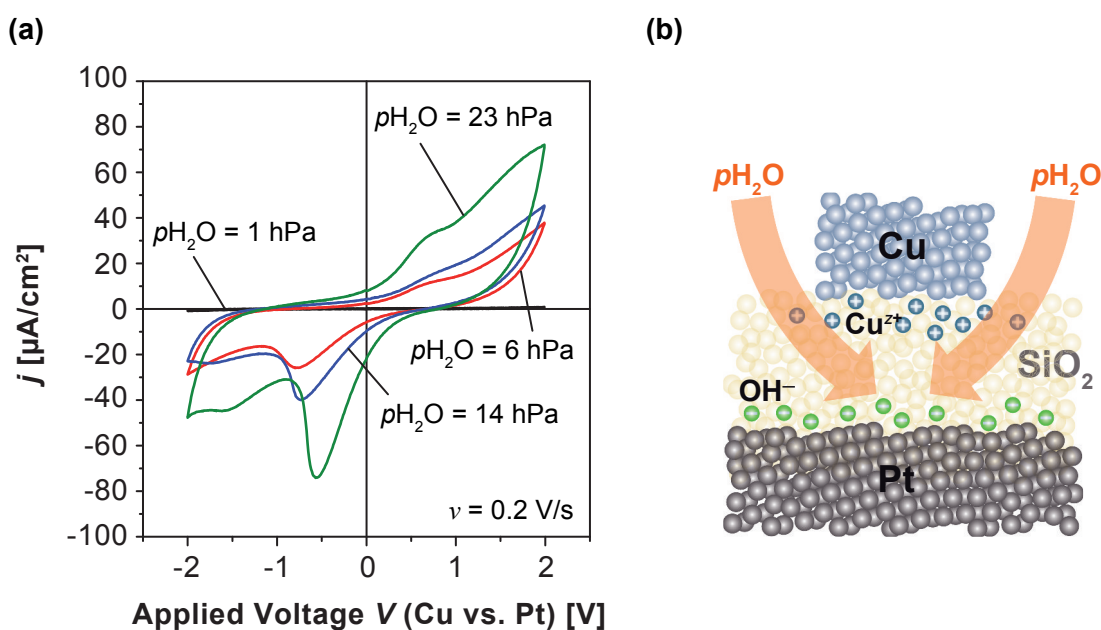 (a)
100
80
60
40
20
0
-20
-40
-60
-80
-100
j [µA/cm²]
pH₂O = 23 hPa
pH₂O = 1 hPa
pH₂O = 6 hPa
pH₂O = 14 hPa
ν = 0.2 V/s
-2 -1 0 1 2
Applied Voltage V (Cu vs. Pt) [V]
(b)
pH₂O pH₂O
Cu
Cuᶻ⁺
SiO₂
OH⁻
Pt